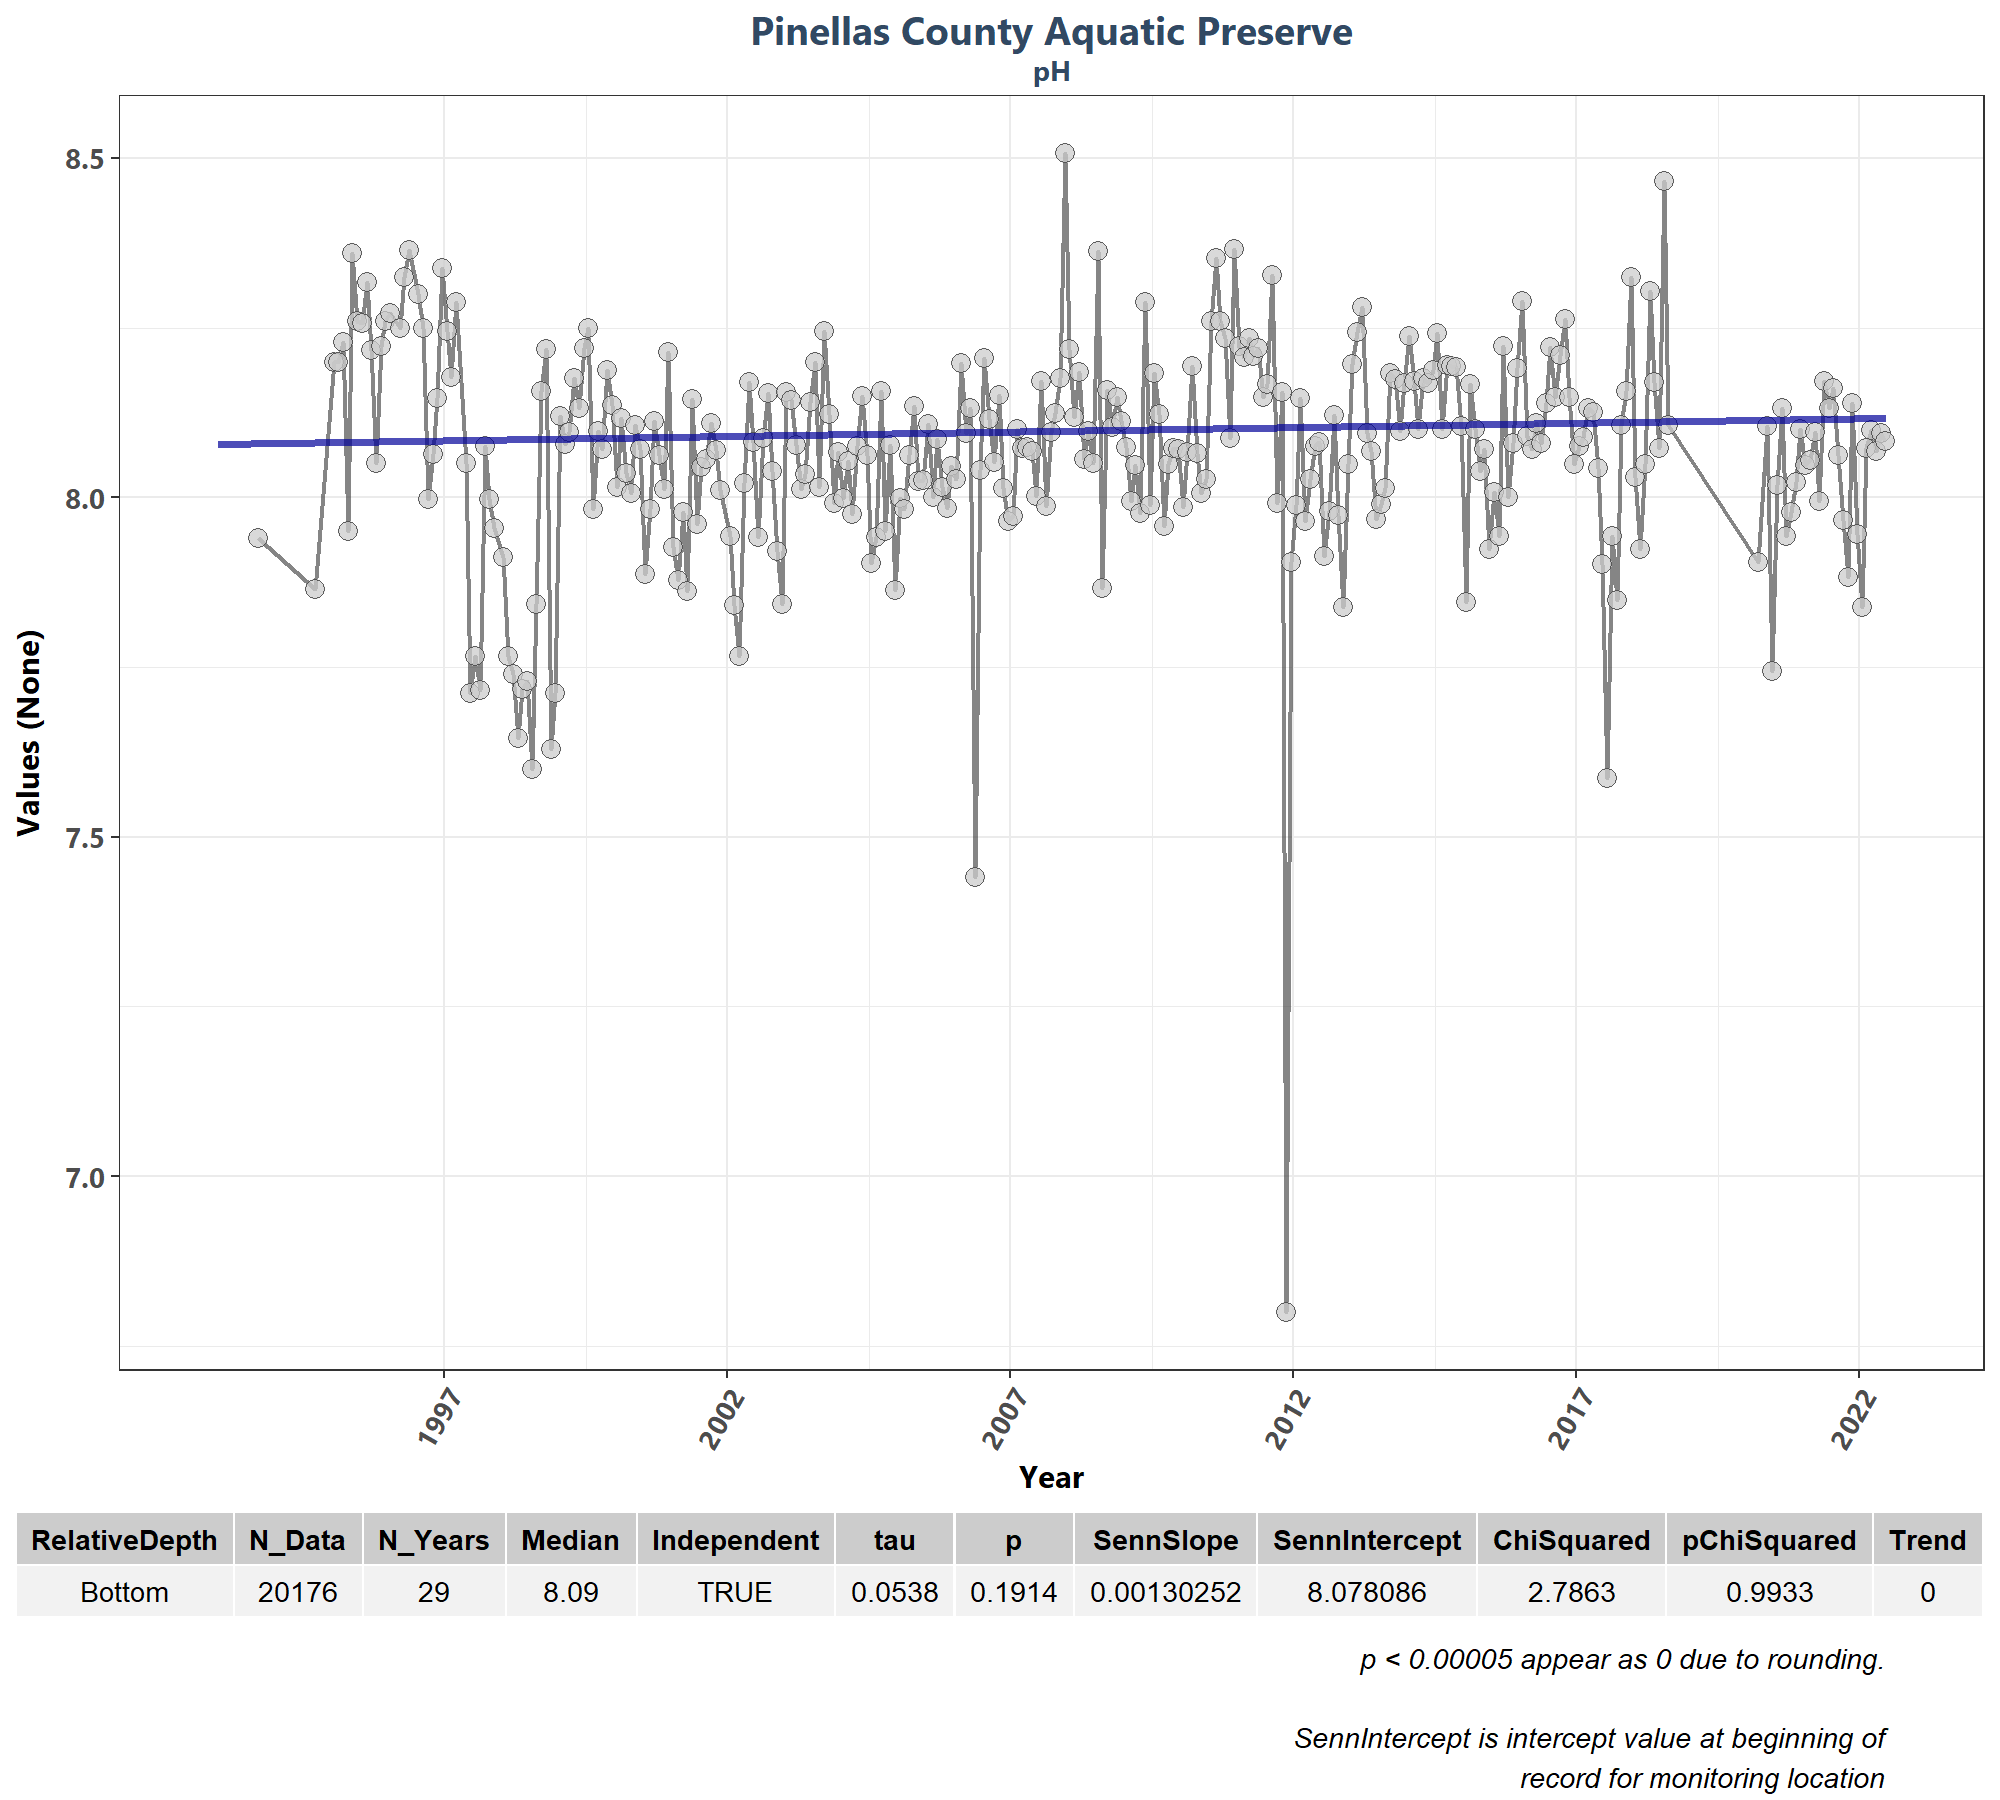 Pinellas County Aquatic Preserve
pH
8.5
8.0
7.5
7.0
Values (None)
1997
2002
2007
2012
2017
2022
Year
RelativeDepth N_Data N_Years Median Independent tau p SennSlope SennIntercept ChiSquared pChiSquared Trend
Bottom 20176 29 8.09 TRUE 0.0538 0.1914 0.00130252 8.078086 2.7863 0.9933 0
p < 0.00005 appear as 0 due to rounding.
SennIntercept is intercept value at beginning of
record for monitoring location